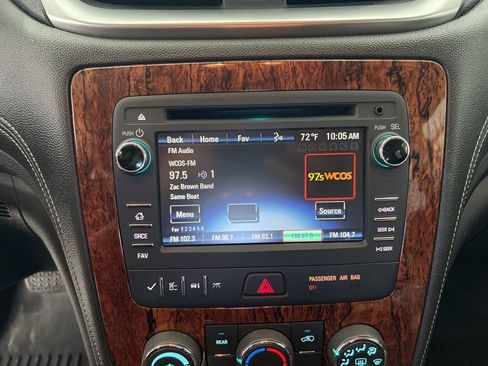 PUSH
PUSH SEL
Back Home Fav 72°F 10:05 AM
FM Audio
WCOS-FM
97.5 1
Zac Brown Band
Same Boat
97.5 WCOS
Menu Source
Fav 1 2 3 4 5 6
FM 102.3 FM 96.7 FM 93.1 FM 97.5 FM 104.7
BACK
SEEK
SEEK
SRCE
FAV
PASSENGER AIR BAG
OFF
REAR